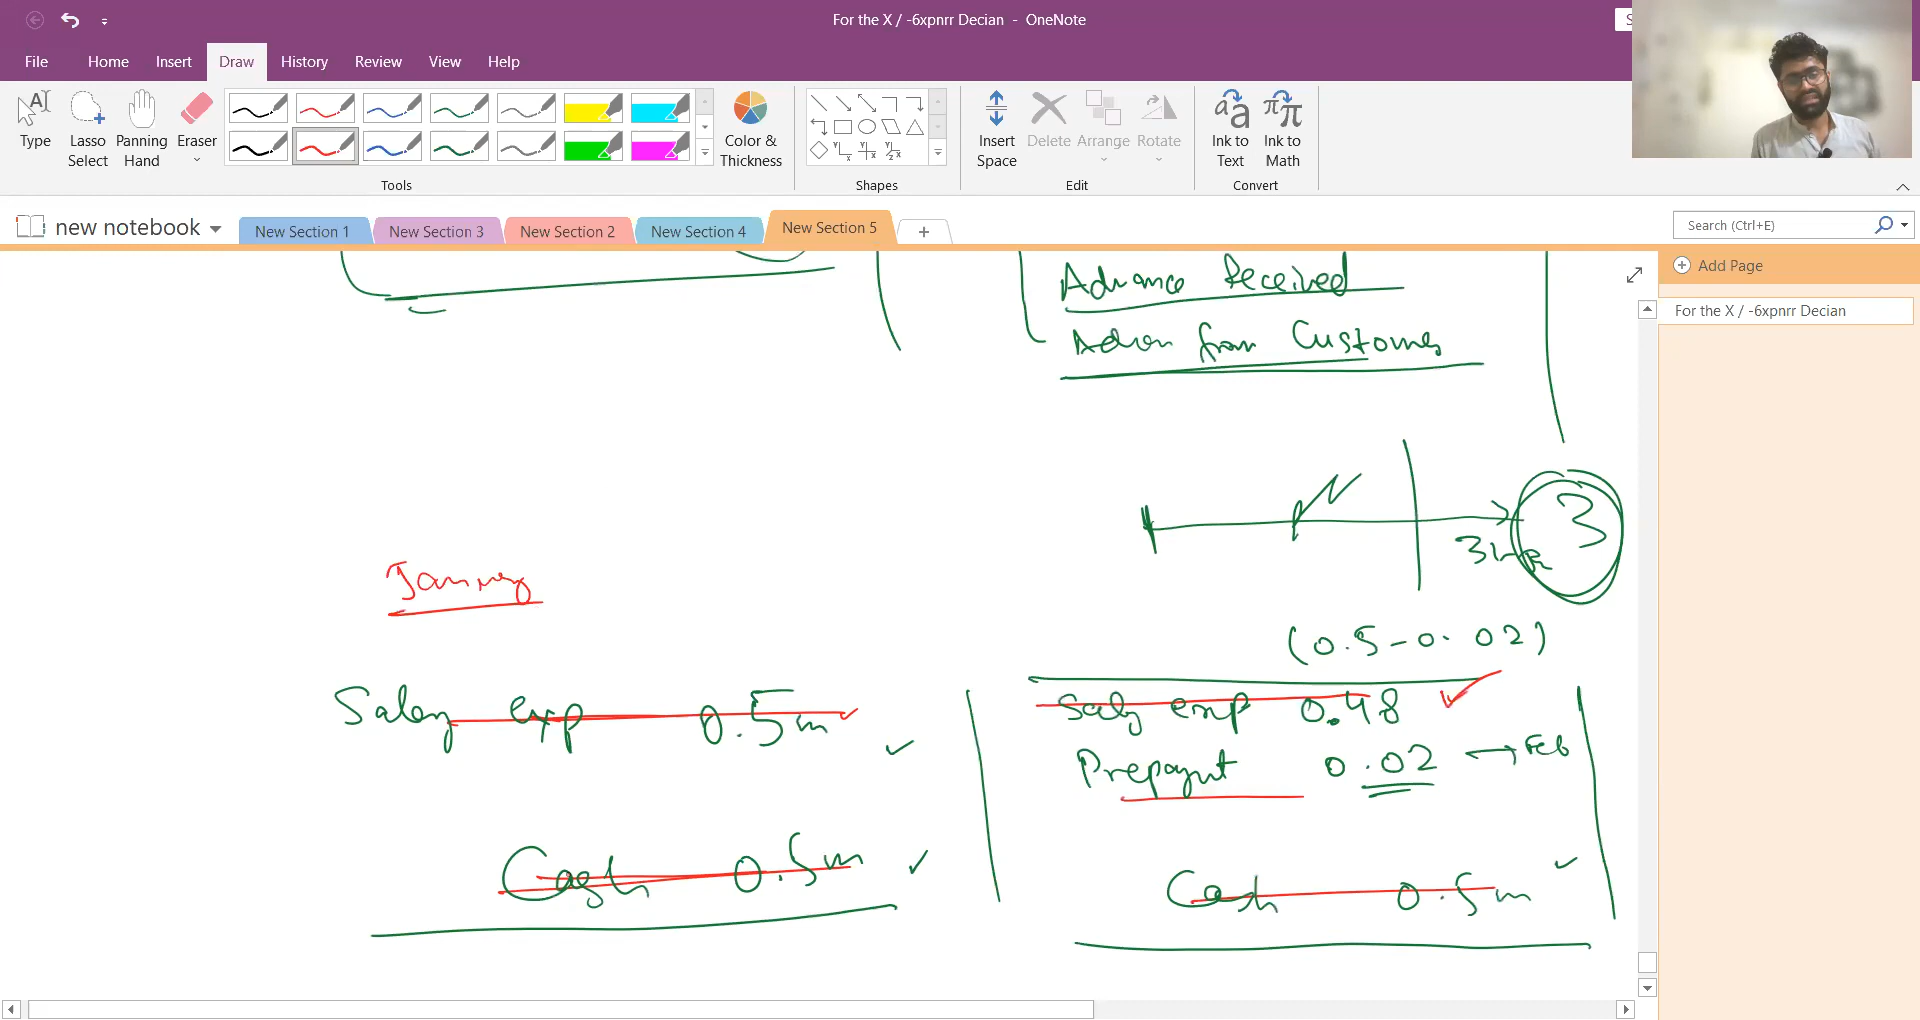 For the X / -6xpnrr Decian - OneNote
File Home Insert Draw History Review View Help
Type
Lasso Select
Panning Hand
Eraser
Color & Thickness
Insert Space
Delete
Arrange
Rotate
Ink to Text
Ink to Math
Tools
Shapes
Edit
Convert
new notebook
New Section 1
New Section 3
New Section 2
New Section 4
New Section 5
Search (Ctrl+E)
Add Page
For the X / -6xpnrr Decian
Advance Received
from Customers
3
(0.5 - 0.02)
Salary exp 0.5m
Salary exp 0.48
Prepaymt 0.02 Feb
Cash 0.5m
Cash 0.5m